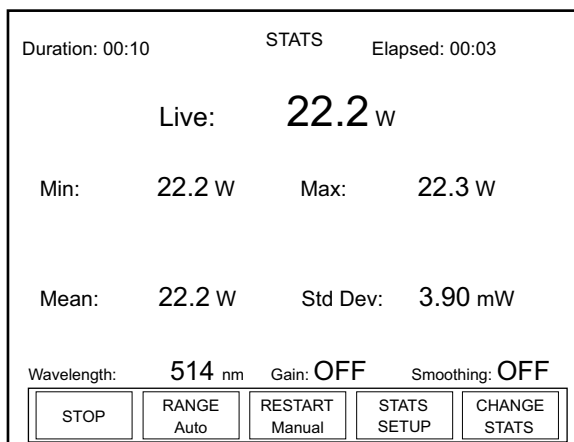 Duration: 00:10 STATS Elapsed: 00:03
Live: 22.2 W
Min: 22.2 W Max: 22.3 W
Mean: 22.2 W Std Dev: 3.90 mW
Wavelength: 514 nm Gain: OFF Smoothing: OFF
STOP
RANGE
Auto
RESTART
Manual
STATS
SETUP
CHANGE
STATS